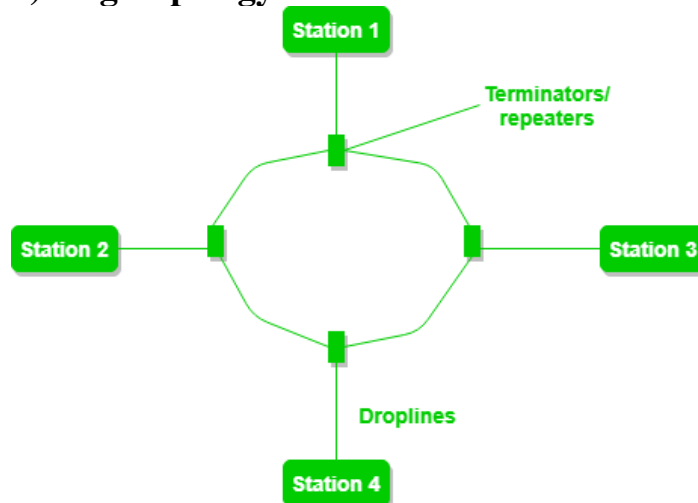 Station 1
Terminators/
repeaters
Station 2
Station 3
Droplines
Station 4